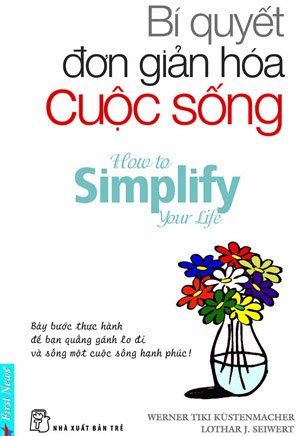 Bí quyết
đơn giản hóa
Cuộc sống
How to
Simplify
Your Life
Bảy bước thực hành
để bạn quẳng gánh lo đi
và sống một cuộc sống hạnh phúc!
First News
NHÀ XUẤT BẢN TRẺ
WERNER TIKI KÜSTENMACHER
LOTHAR J. SEIWERT